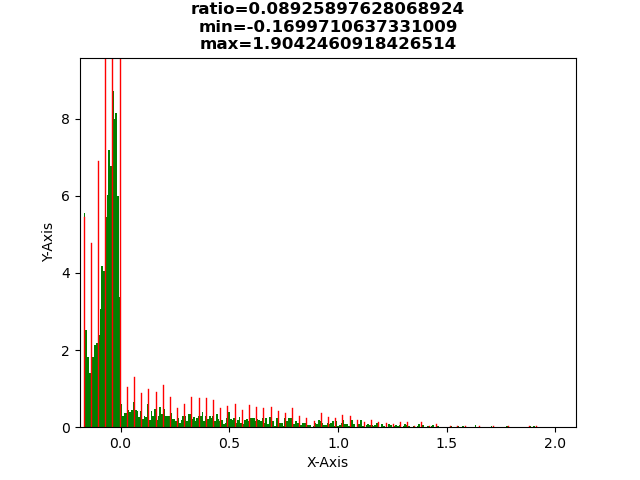 ratio=0.08925897628068924
min=-0.1699710637331009
max=1.9042460918426514
8
6
4
2
0
Y-Axis
0.0 0.5 1.0 1.5 2.0
X-Axis